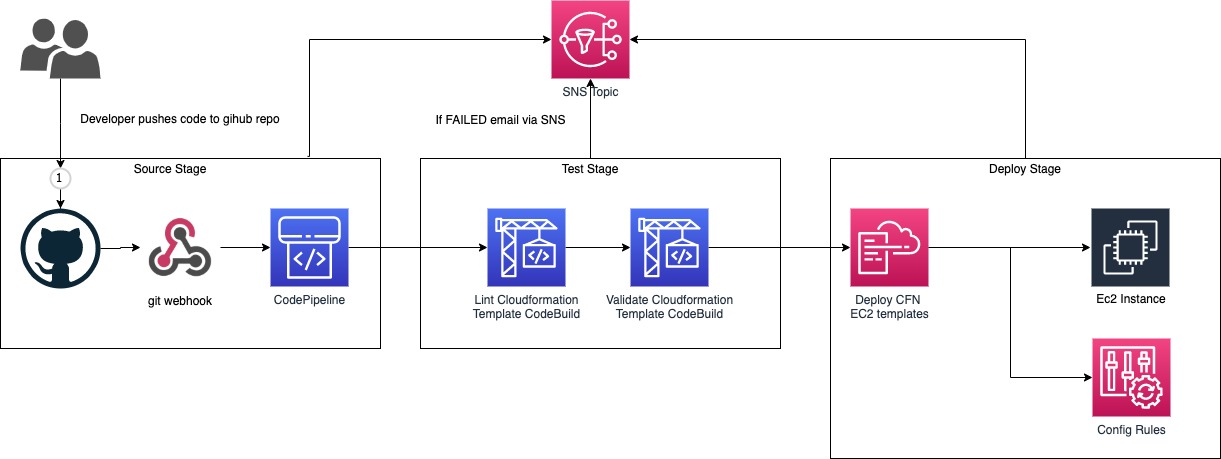 SNS Topic
Developer pushes code to gihub repo
If FAILED email via SNS
Source Stage
Test Stage
Deploy Stage
1
</>
</>
</>
git webhook
CodePipeline
Lint Cloudformation
Template CodeBuild
Validate Cloudformation
Template CodeBuild
Deploy CFN
EC2 templates
Ec2 Instance
Config Rules